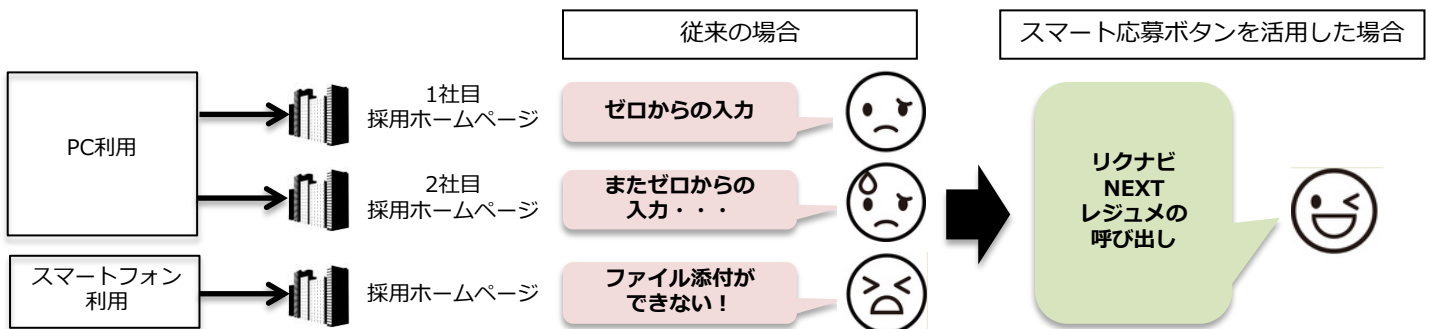 従来の場合
スマート応募ボタンを活用した場合
PC利用
1社目
採用ホームページ
ゼロからの入力
2社目
採用ホームページ
またゼロからの
入力・・・
スマートフォン
利用
採用ホームページ
ファイル添付が
できない！
リクナビ
NEXT
レジュメの
呼び出し